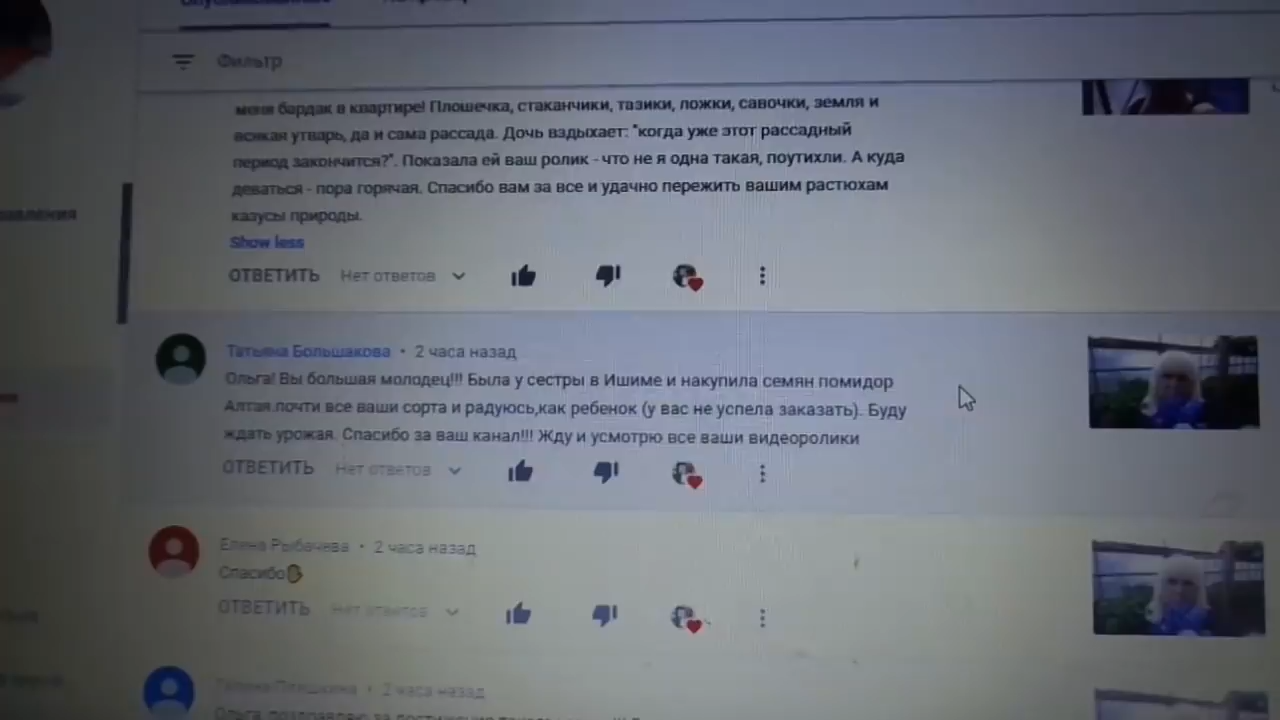 Фильтр
меня бардак в квартире! Плошечка, стаканчики, тазики, ложки, савочки, земля и
всякая утварь, да и сама рассада. Дочь вздыхает: "когда уже этот рассадный
период закончится?". Показала ей ваш ролик - что не я одна такая, поутихли. А куда
деваться - пора горячая. Спасибо вам за все и удачно пережить вашим растюхам
казусы природы.
Show less
ОТВЕТИТЬ Нет ответов
Татьяна Большакова • 2 часа назад
Ольга! Вы большая молодец!!! Была у сестры в Ишиме и накупила семян помидор
Алтая.почти все ваши сорта и радуюсь,как ребенок (у вас не успела заказать). Буду
ждать урожая. Спасибо за ваш канал!!! Жду и усмотрю все ваши видеоролики
ОТВЕТИТЬ Нет ответов
Елена Рыбачева • 2 часа назад
Спасибо
ОТВЕТИТЬ Нет ответов
2 часа назад